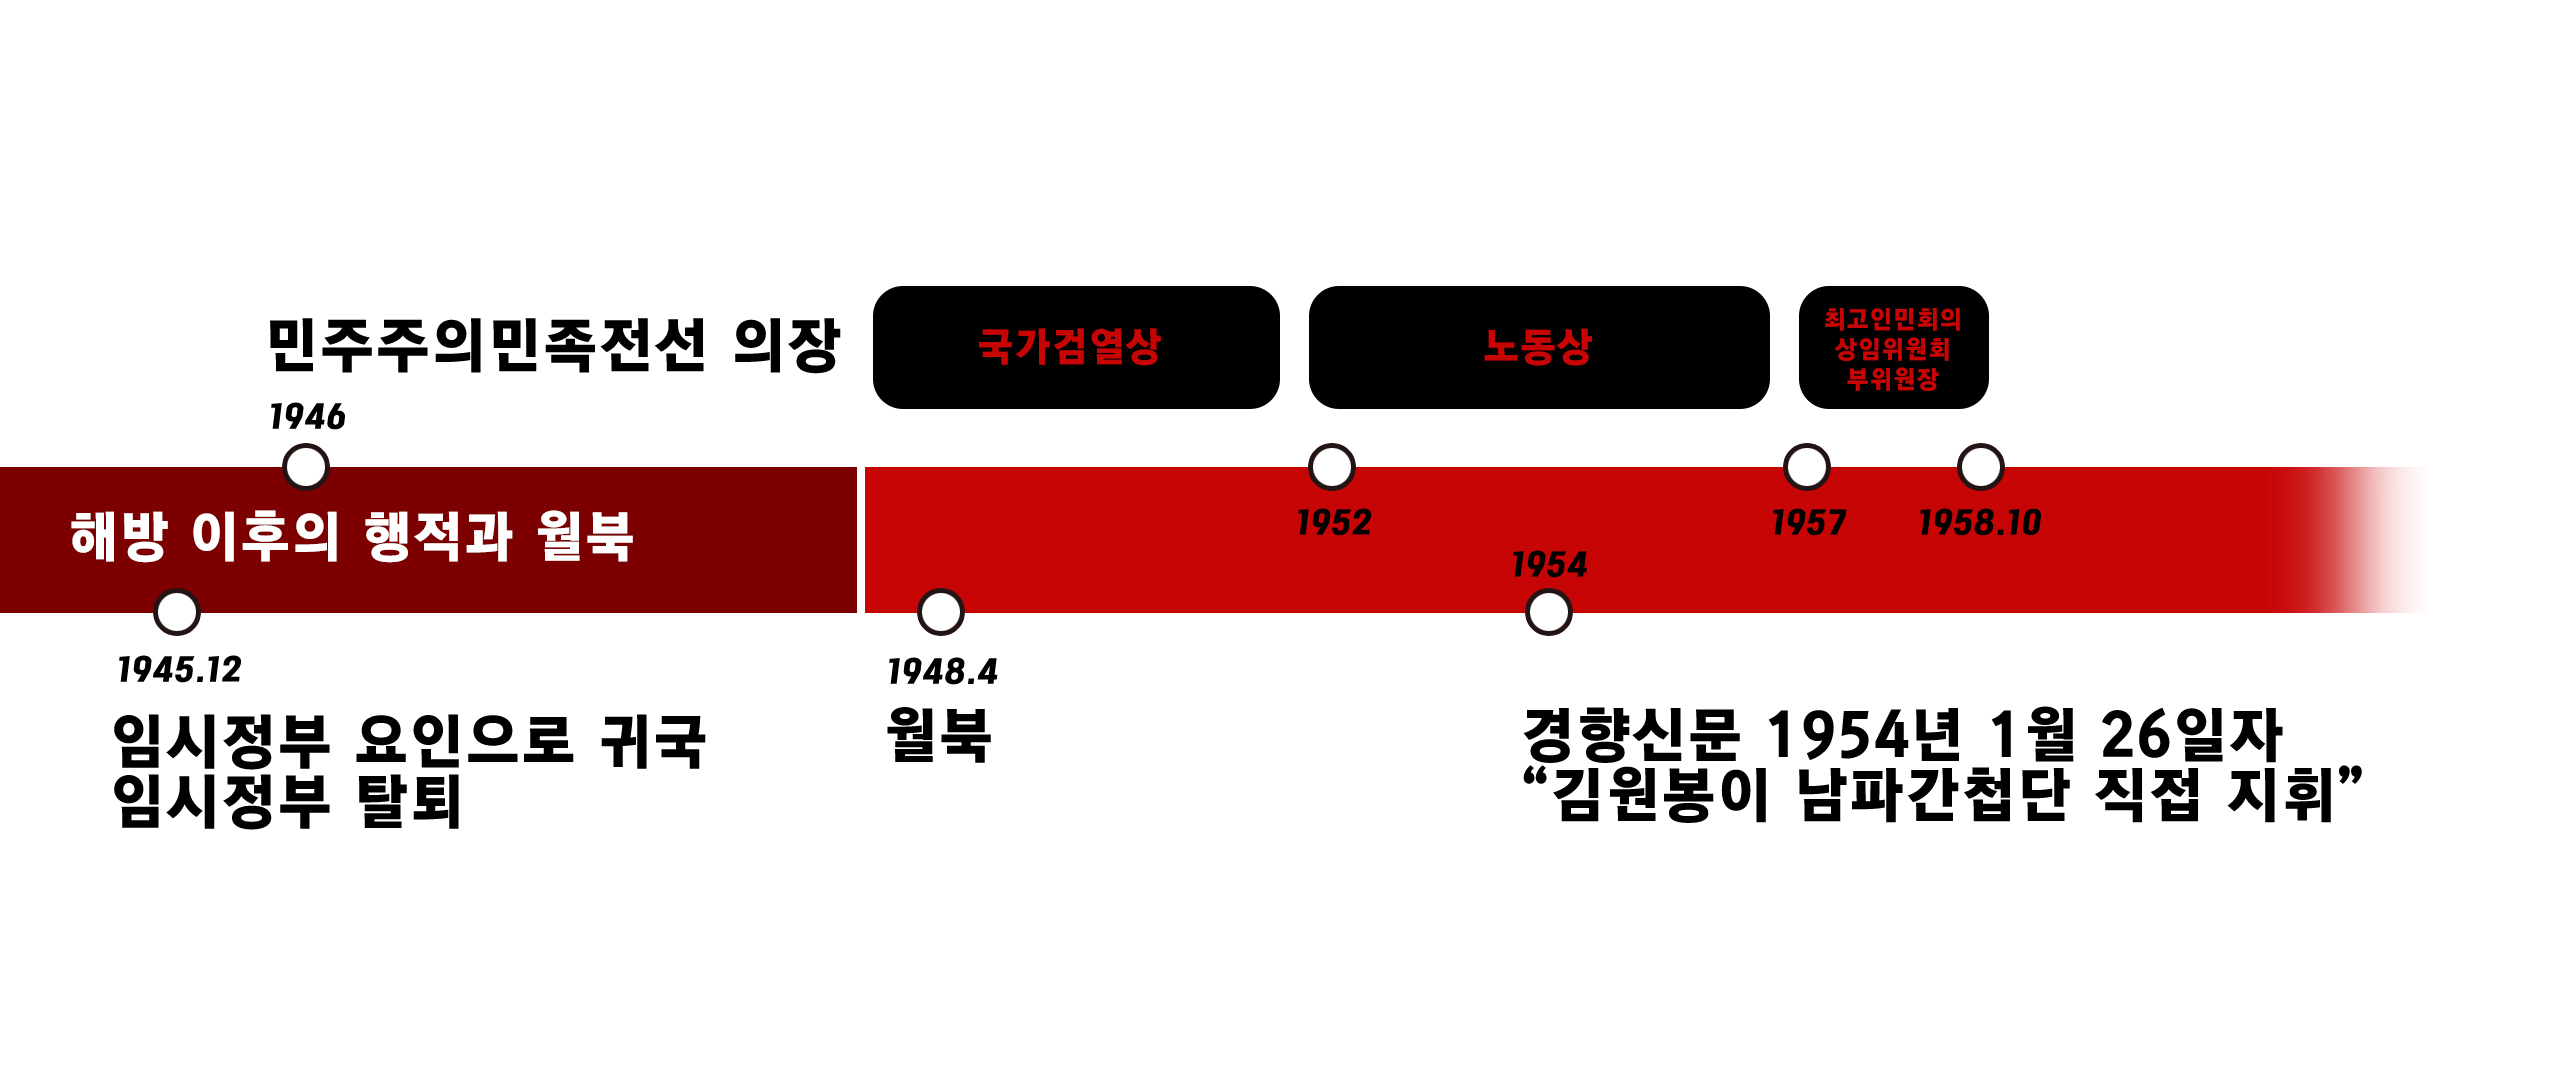 민주주의민족전선 의장
국가검열상
노동상
최고인민회의
상임위원회
부위원장
1946
해방 이후의 행적과 월북
1952
1957
1958.10
1954
1945.12
임시정부 요인으로 귀국
임시정부 탈퇴
1948.4
월북
경향신문 1954년 1월 26일자
“김원봉이 남파간첩단 직접 지휘”